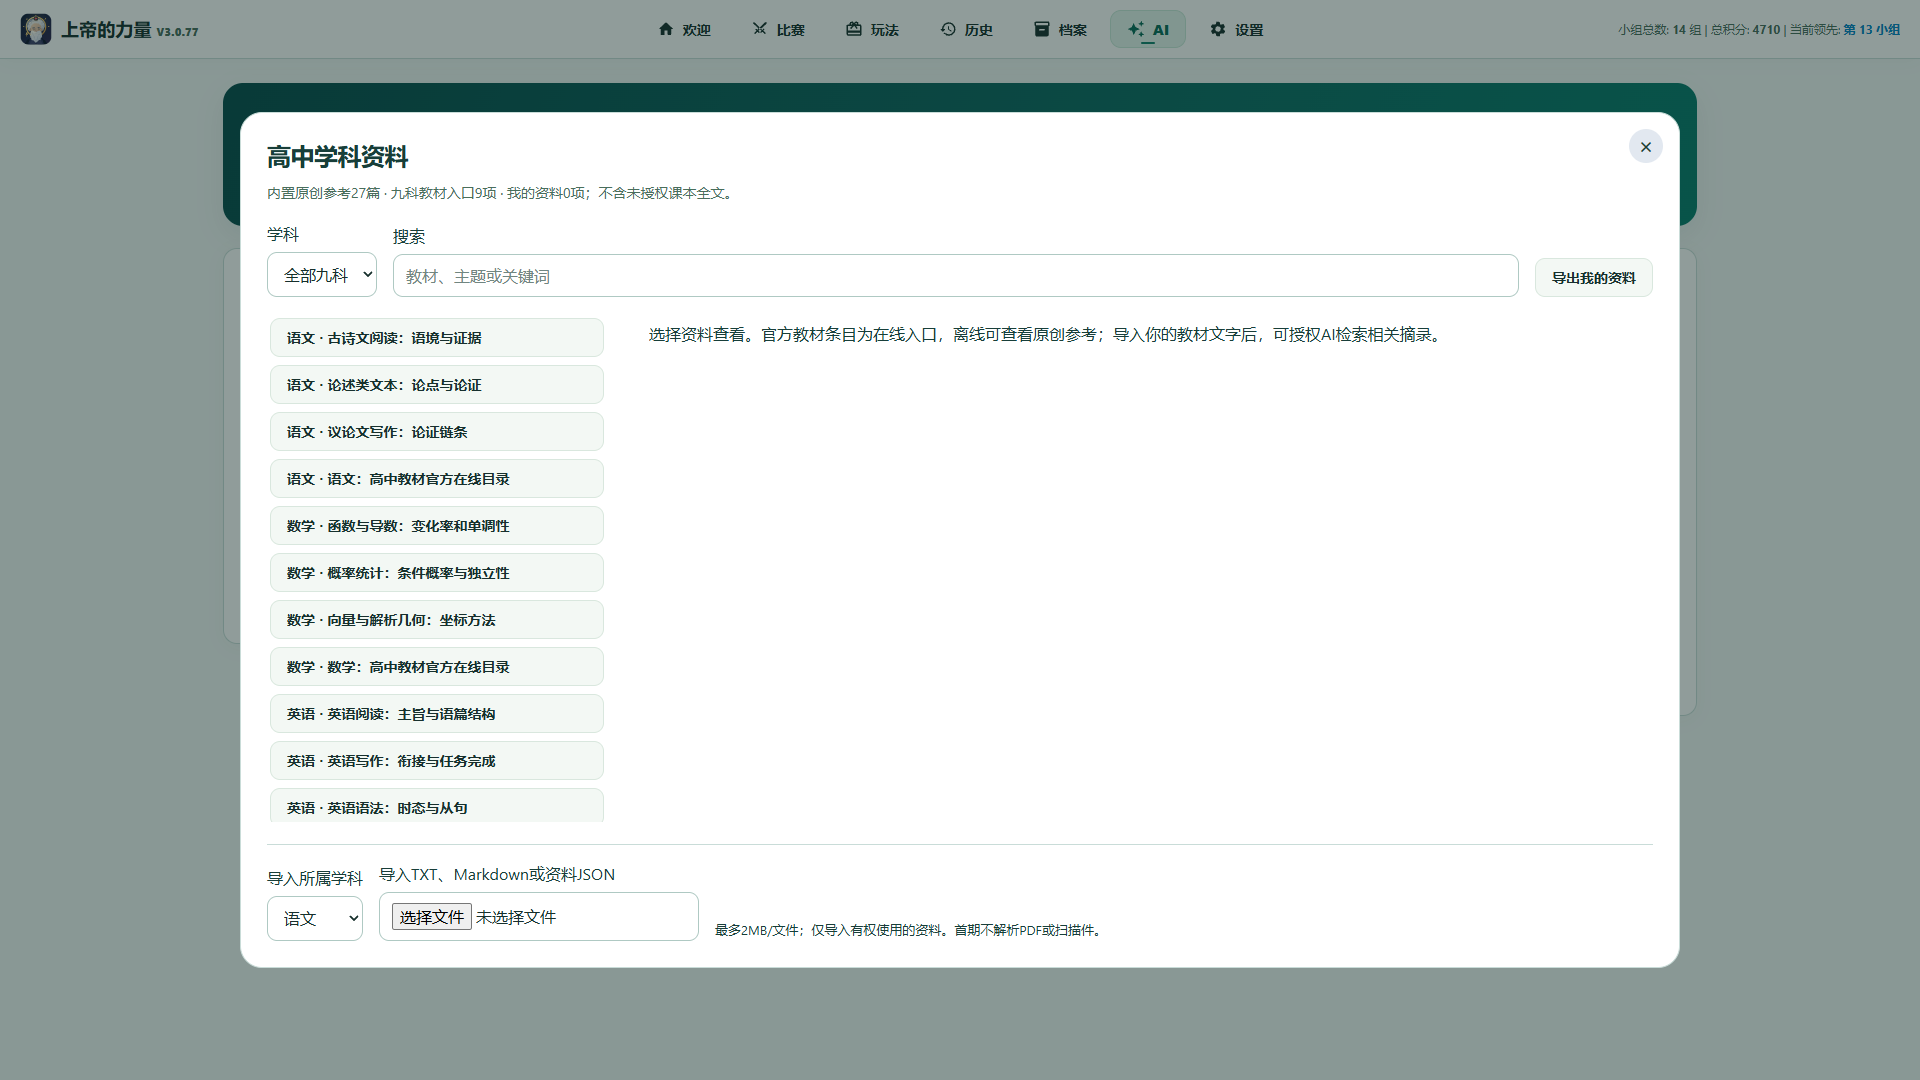 上帝的力量 V3.0.77
欢迎
比赛
玩法
历史
档案
AI
设置
小组总数: 14 组 | 总积分: 4710 | 当前领先: 第 13 小组
高中学科资料
内置原创参考27篇 · 九科教材入口9项 · 我的资料0项；不含未授权课本全文。
学科
搜索
全部九科
教材、主题或关键词
导出我的资料
语文 · 古诗文阅读：语境与证据
语文 · 论述类文本：论点与论证
语文 · 议论文写作：论证链条
语文 · 语文：高中教材官方在线目录
数学 · 函数与导数：变化率和单调性
数学 · 概率统计：条件概率与独立性
数学 · 向量与解析几何：坐标方法
数学 · 数学：高中教材官方在线目录
英语 · 英语阅读：主旨与语篇结构
英语 · 英语写作：衔接与任务完成
英语 · 英语语法：时态与从句
选择资料查看。官方教材条目为在线入口，离线可查看原创参考；导入你的教材文字后，可授权AI检索相关摘录。
导入所属学科
导入TXT、Markdown或资料JSON
语文
选择文件 未选择文件
最多2MB/文件；仅导入有权使用的资料。首期不解析PDF或扫描件。